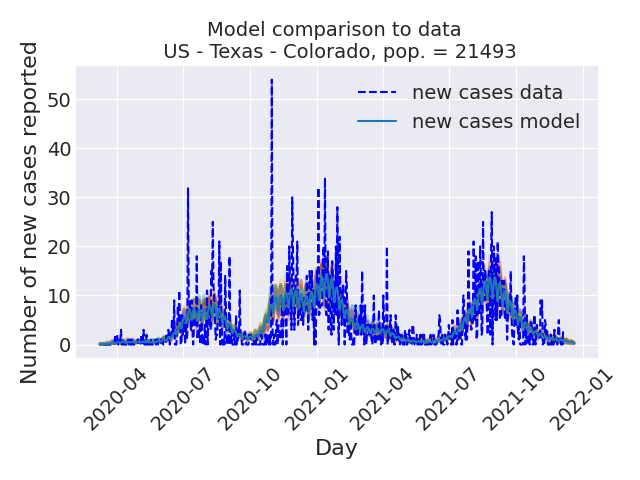 Model comparison to data
US - Texas - Colorado, pop. = 21493
Number of new cases reported
50
40
30
20
10
0
new cases data
new cases model
2020-04
2020-07
2020-10
2021-01
2021-04
2021-07
2021-10
2022-01
Day